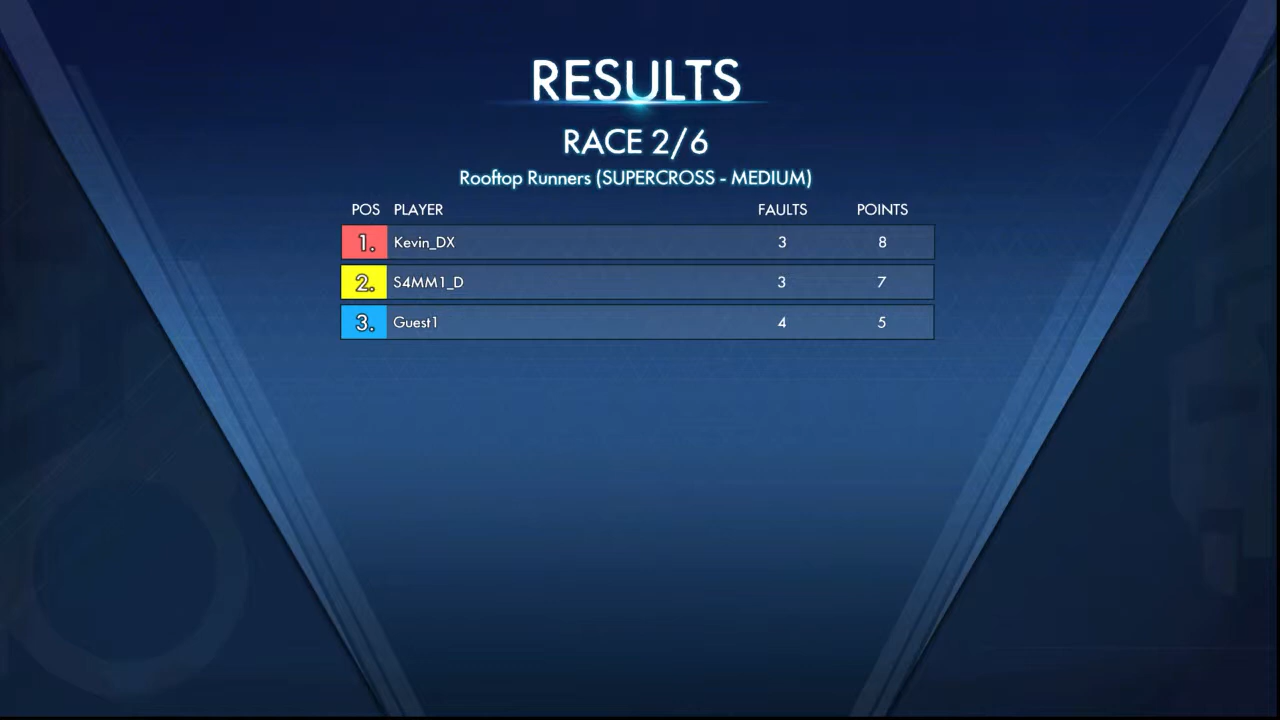 RESULTS
RACE 2/6
Rooftop Runners (SUPERCROSS - MEDIUM)
POS PLAYER FAULTS POINTS
1. Kevin_DX 3 8
2. S4MM1_D 3 7
3. Guest1 4 5